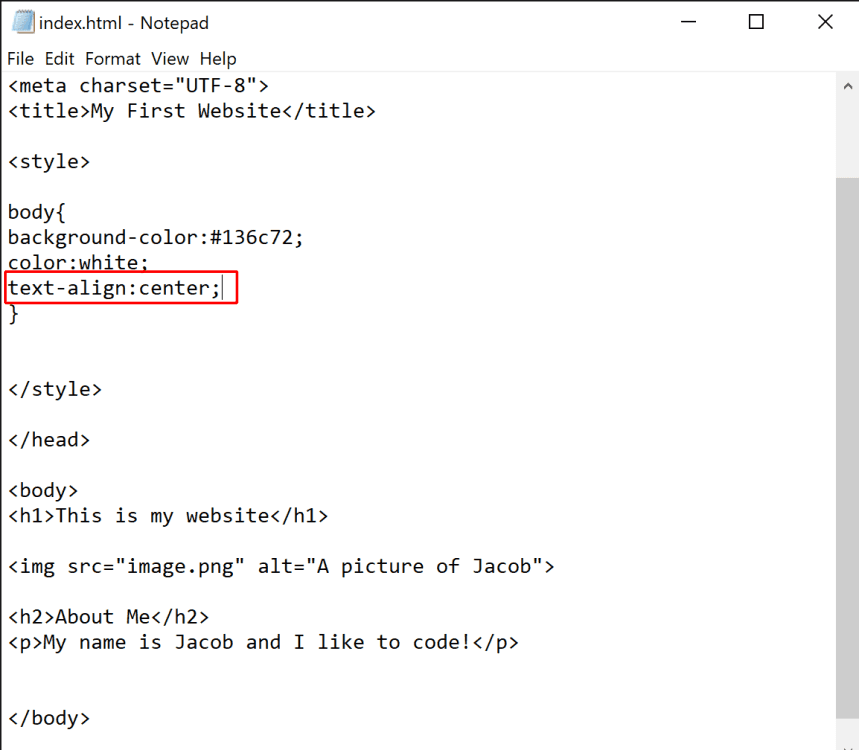 index.html - Notepad
File Edit Format View Help
<meta charset="UTF-8">
<title>My First Website</title>
<style>
body{
background-color:#136c72;
color:white;
text-align:center;
}
</style>
</head>
<body>
<h1>This is my website</h1>
<img src="image.png" alt="A picture of Jacob">
<h2>About Me</h2>
<p>My name is Jacob and I like to code!</p>
</body>